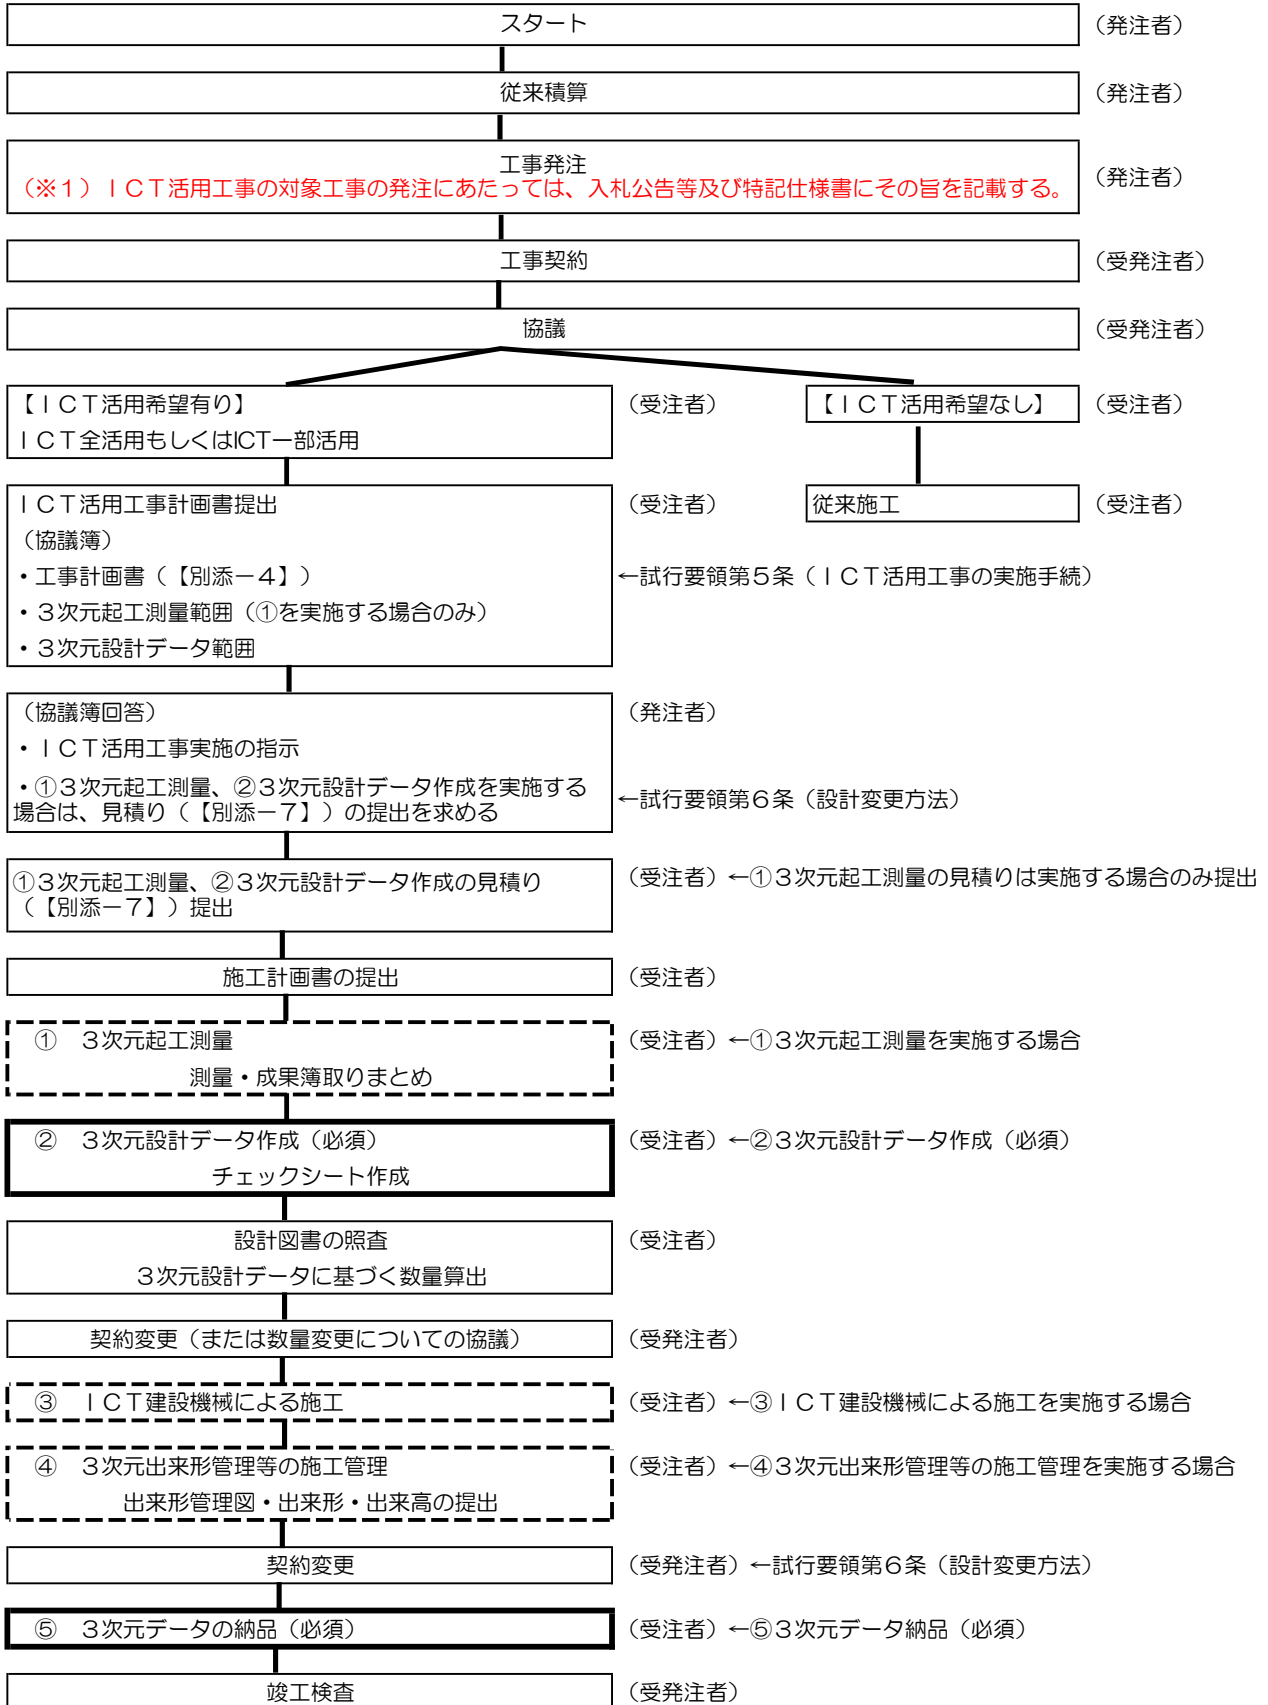 スタート （発注者）
従来積算 （発注者）
工事発注
（※１）ＩＣＴ活用工事の対象工事の発注にあたっては、入札公告等及び特記仕様書にその旨を記載する。 （発注者）
工事契約 （受発注者）
協議 （受発注者）
【ＩＣＴ活用希望有り】 （受注者） 【ＩＣＴ活用希望なし】 （受注者）
ＩＣＴ全活用もしくはICT一部活用
ＩＣＴ活用工事計画書提出 （受注者） 従来施工 （受注者）
（協議簿）
・工事計画書（【別添－４】） ←試行要領第５条（ＩＣＴ活用工事の実施手続）
・３次元起工測量範囲（①を実施する場合のみ）
・３次元設計データ範囲
（協議簿回答） （発注者）
・ＩＣＴ活用工事実施の指示
・①３次元起工測量、②３次元設計データ作成を実施する
場合は、見積り（【別添－７】）の提出を求める ←試行要領第６条（設計変更方法）
①３次元起工測量、②３次元設計データ作成の見積り （受注者）←①３次元起工測量の見積りは実施する場合のみ提出
（【別添－７】）提出
施工計画書の提出 （受注者）
① ３次元起工測量 （受注者）←①３次元起工測量を実施する場合
測量・成果簿取りまとめ
② ３次元設計データ作成（必須） （受注者）←②３次元設計データ作成（必須）
チェックシート作成
設計図書の照査 （受注者）
３次元設計データに基づく数量算出
契約変更（または数量変更についての協議） （受発注者）
③ ＩＣＴ建設機械による施工 （受注者）←③ＩＣＴ建設機械による施工を実施する場合
④ ３次元出来形管理等の施工管理 （受注者）←④３次元出来形管理等の施工管理を実施する場合
出来形管理図・出来形・出来高の提出
契約変更 （受発注者）←試行要領第６条（設計変更方法）
⑤ ３次元データの納品（必須） （受注者）←⑤３次元データ納品（必須）
竣工検査 （受発注者）